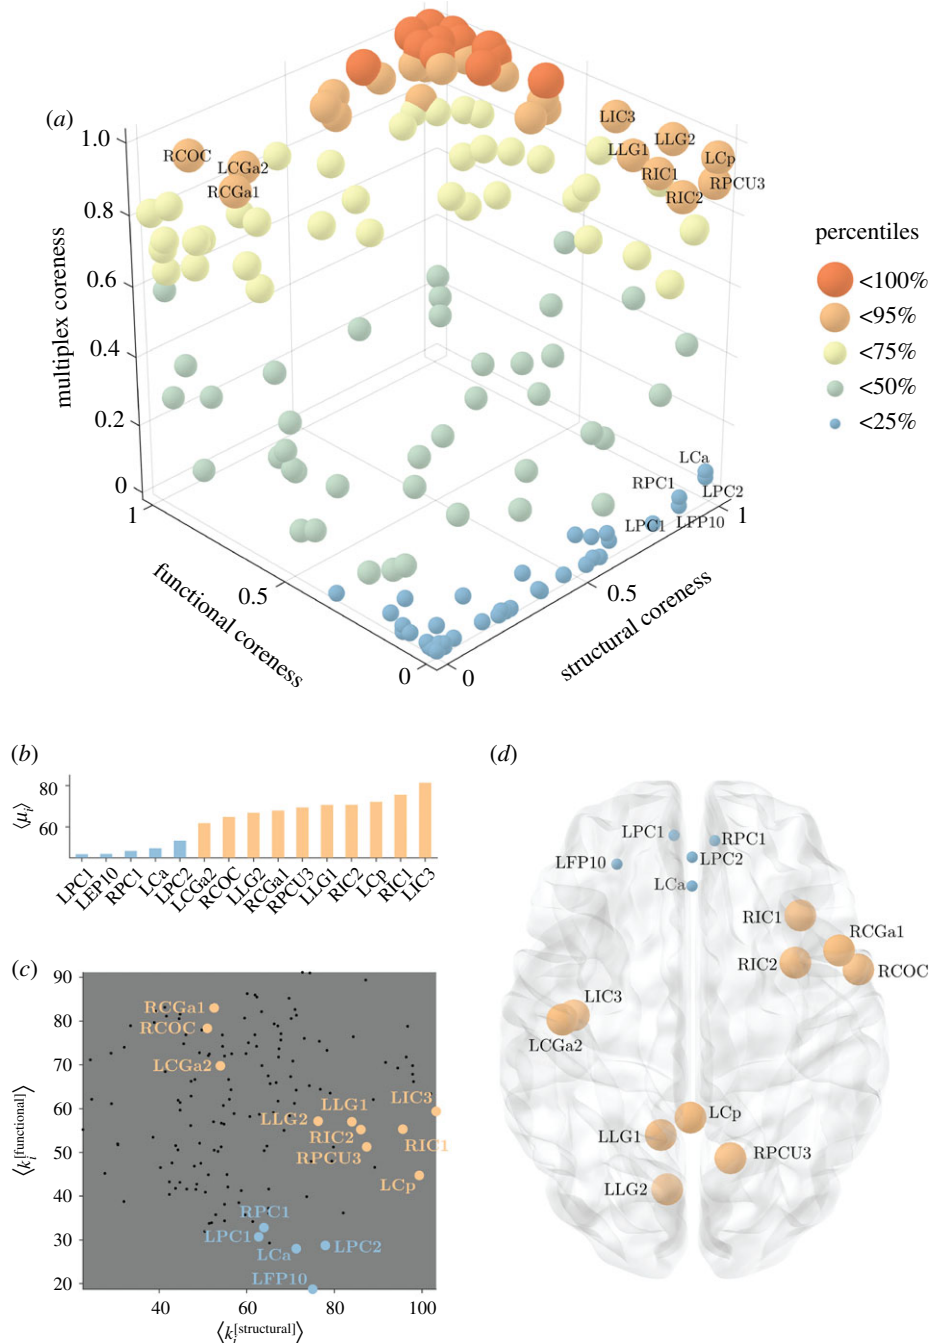 (a)
multiplex coreness
1.0
0.8
0.6
0.4
0.2
0
RCOC
LCGa2
RCGa1
LIC3
LLG1
LLG2
LCp
RIC1
RPCU3
RIC2
LCa
RPC1
LPC2
LPC1
LFP10
1
0.5
0
functional coreness
0
0.5
1
structural coreness
percentiles
<100%
<95%
<75%
<50%
<25%
(b)
⟨μi⟩
80
60
LPC1
LEP10
RPC1
LCa
LPC2
LCGa2
RCOC
LLG2
RCGa1
RPCU3
LLG1
RIC2
LCp
RIC1
LIC3
(c)
⟨ki[functional]⟩
90
80
70
60
50
40
30
20
RCGa1
RCOC
LCGa2
LIC3
LLG1
LLG2
RIC2
RIC1
RPCU3
LCp
RPC1
LPC1
LCa
LPC2
LFP10
40
60
80
100
⟨ki[structural]⟩
(d)
LPC1
RPC1
LFP10
LPC2
LCa
RIC1
RCGa1
RIC2
RCOC
LIC3
LCGa2
LCp
LLG1
RPCU3
LLG2